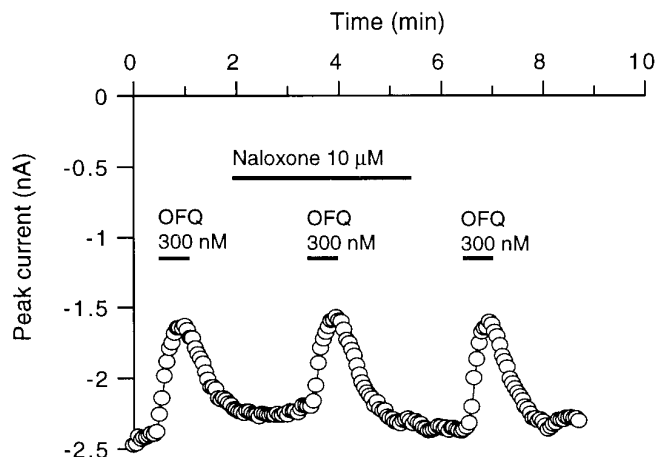 Time (min)
0 2 4 6 8 10
0
-0.5
-1
-1.5
-2
-2.5
Peak current (nA)
Naloxone 10 μM
OFQ
300 nM
OFQ
300 nM
OFQ
300 nM